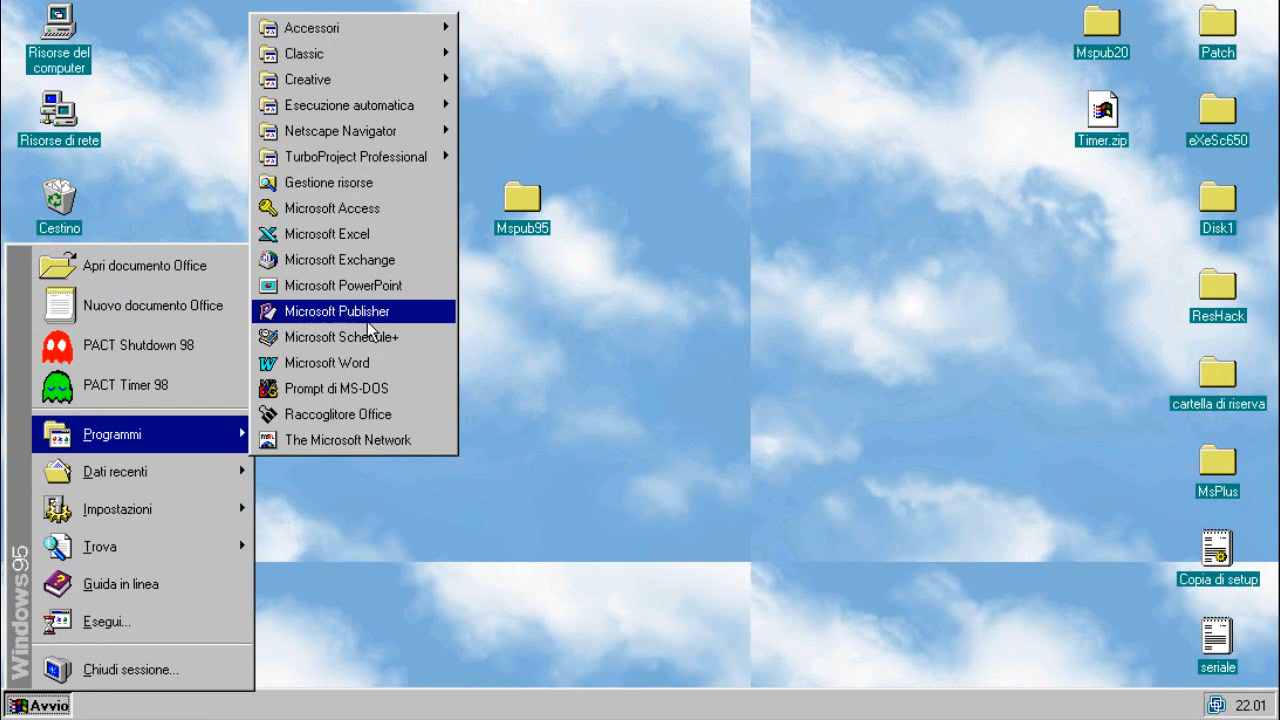 Risore del
computer
Risorse di rete
Cestino
Apri documento Office
Nuovo documento Office
PACT Shutdown 98
PACT Timer 98
Programmi
Dati recenti
Impostazioni
Trova
Guida in linea
Esegui...
Chiudi sessione...
Windows95
Avvio
Accessori
Classic
Creative
Esecuzione automatica
Netscape Navigator
TurboProject Professional
Gestione risorse
Microsoft Access
Microsoft Excel
Microsoft Exchange
Microsoft PowerPoint
Microsoft Publisher
Microsoft Schedule+
Microsoft Word
Prompt di MS-DOS
Raccoglitore Office
The Microsoft Network
Mspub95
Mspub20
Patch
Timer.zip
eXeSc650
Disk1
ResHack
cartella di riserva
MsPlus
Copia di setup
seriale
22.01